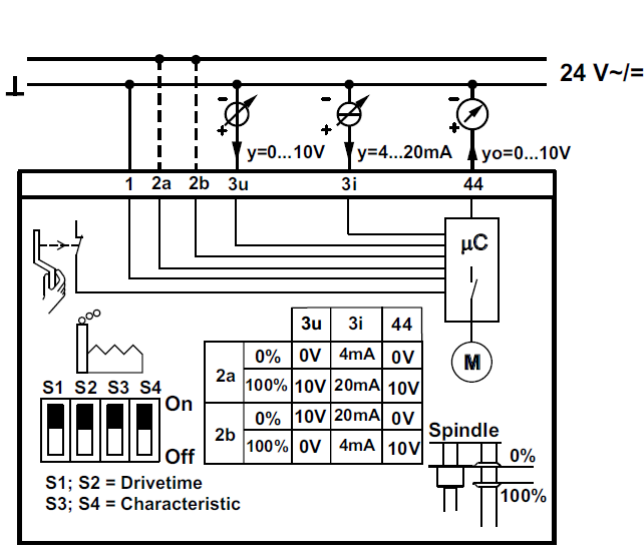 24 V~/=
⊥
- - -
+ + +
y=0...10V y=4...20mA yo=0...10V
1 2a 2b 3u 3i 44
µC
M
3u 3i 44
2a 0% 0V 4mA 0V
100% 10V 20mA 10V
2b 0% 10V 20mA 0V
100% 0V 4mA 10V
S1 S2 S3 S4
On
Off
S1; S2 = Drivetime
S3; S4 = Characteristic
Spindle
0%
100%